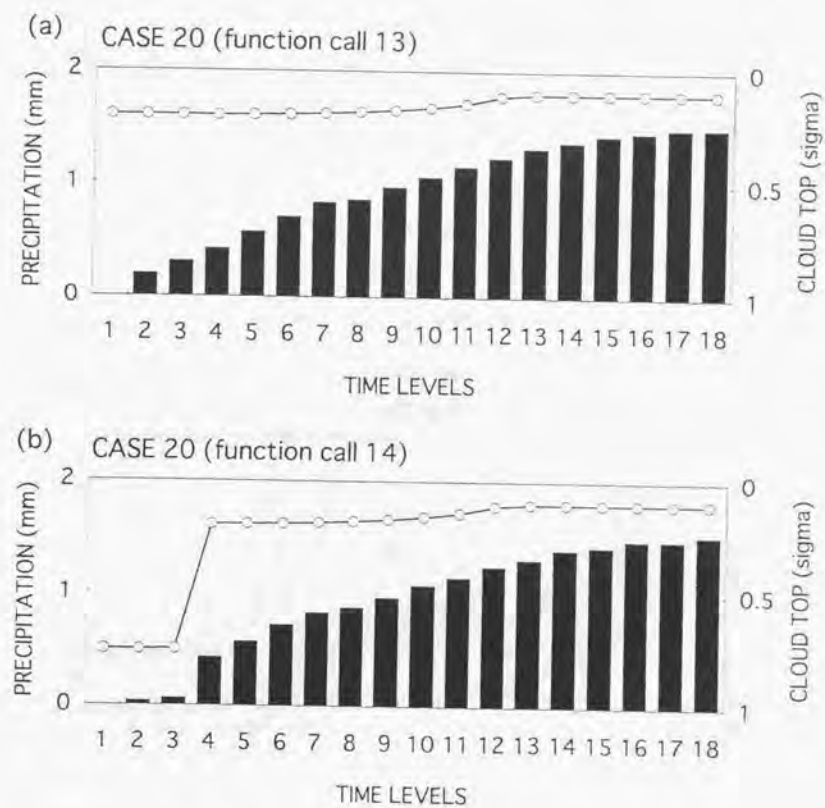 (a)
CASE 20 (function call 13)
PRECIPITATION (mm)
2
1
0
CLOUD TOP (sigma)
0
0.5
1
1 2 3 4 5 6 7 8 9 10 11 12 13 14 15 16 17 18
TIME LEVELS
(b)
CASE 20 (function call 14)
PRECIPITATION (mm)
2
1
0
CLOUD TOP (sigma)
0
0.5
1
1 2 3 4 5 6 7 8 9 10 11 12 13 14 15 16 17 18
TIME LEVELS